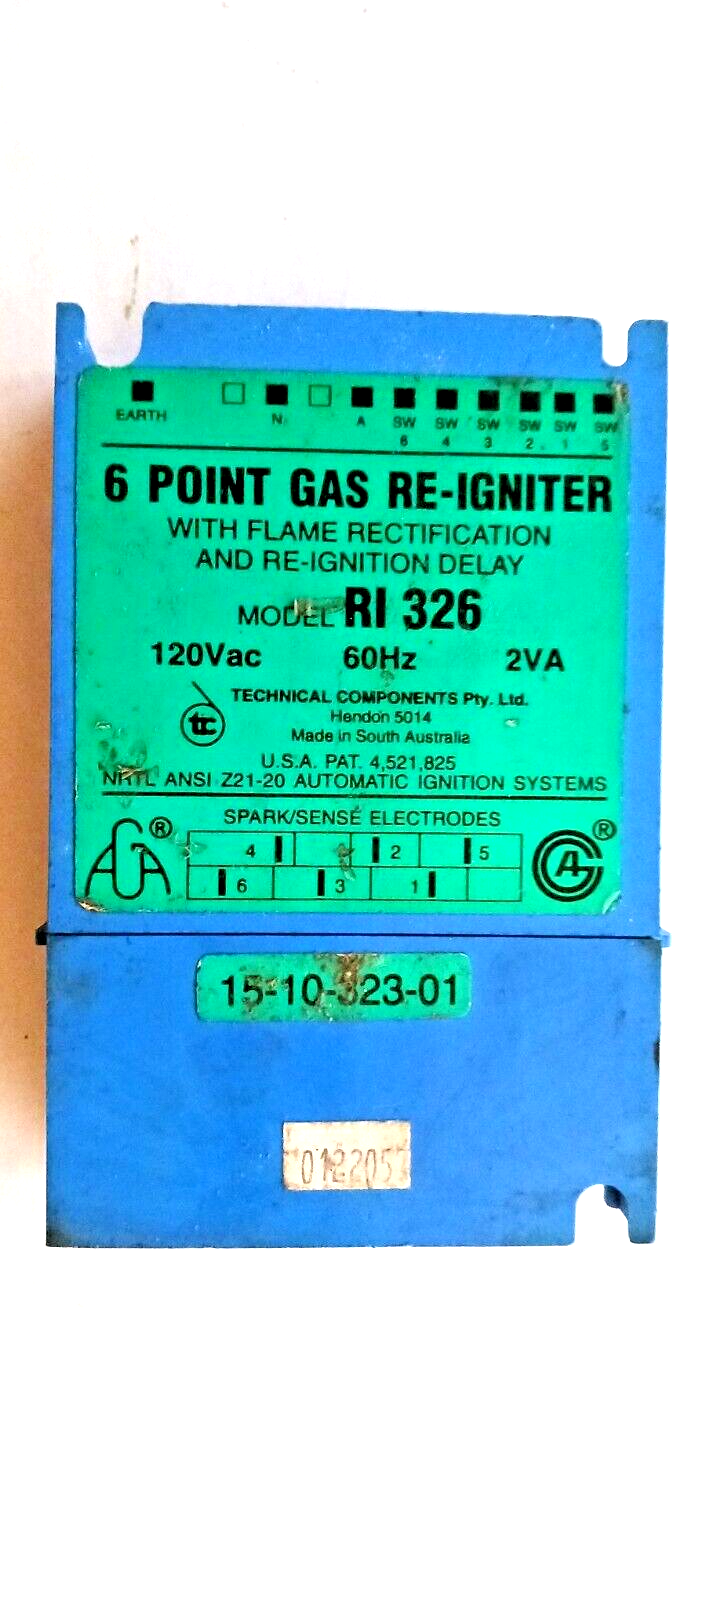 EARTH N A SW SW SW SW SW SW
6 4 3 2 1 5
6 POINT GAS RE-IGNITER
WITH FLAME RECTIFICATION
AND RE-IGNITION DELAY
MODEL RI 326
120Vac 60Hz 2VA
tc TECHNICAL COMPONENTS Pty. Ltd.
Hendon 5014
Made in South Australia
U.S.A. PAT. 4,521,825
NRTL ANSI Z21-20 AUTOMATIC IGNITION SYSTEMS
SPARK/SENSE ELECTRODES
AGA ® 4 2 5 ®
6 3 1
15-10-323-01
012205